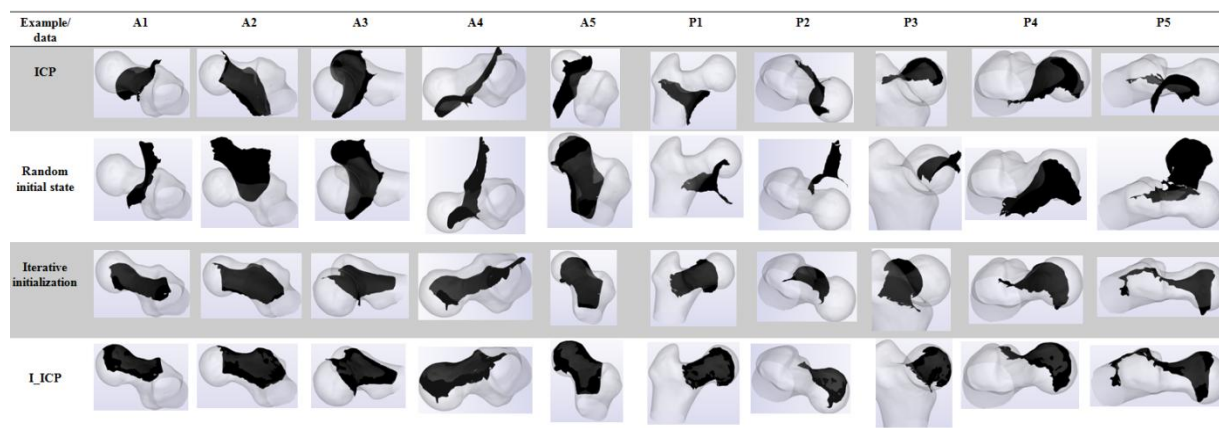 Example/
data
A1
A2
A3
A4
A5
P1
P2
P3
P4
P5
ICP
Random
initial state
Iterative
initialization
I_ICP